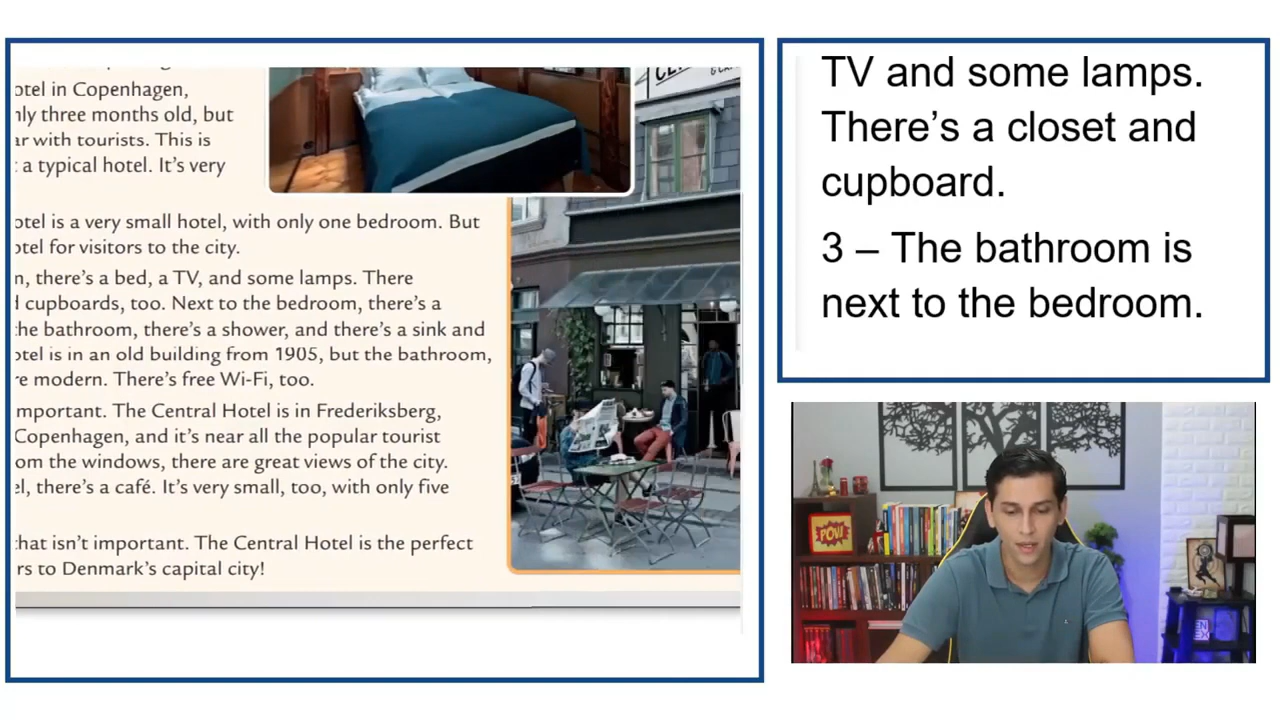 otel in Copenhagen,
nly three months old, but
ar with tourists. This is
a typical hotel. It's very
otel is a very small hotel, with only one bedroom. But
otel for visitors to the city.
n, there's a bed, a TV, and some lamps. There
d cupboards, too. Next to the bedroom, there's a
the bathroom, there's a shower, and there's a sink and
otel is in an old building from 1905, but the bathroom,
re modern. There's free Wi-Fi, too.
mportant. The Central Hotel is in Frederiksberg,
Copenhagen, and it's near all the popular tourist
om the windows, there are great views of the city.
el, there's a café. It's very small, too, with only five
that isn't important. The Central Hotel is the perfect
rs to Denmark's capital city!
TV and some lamps.
There's a closet and
cupboard.
3 – The bathroom is
next to the bedroom.
POW!